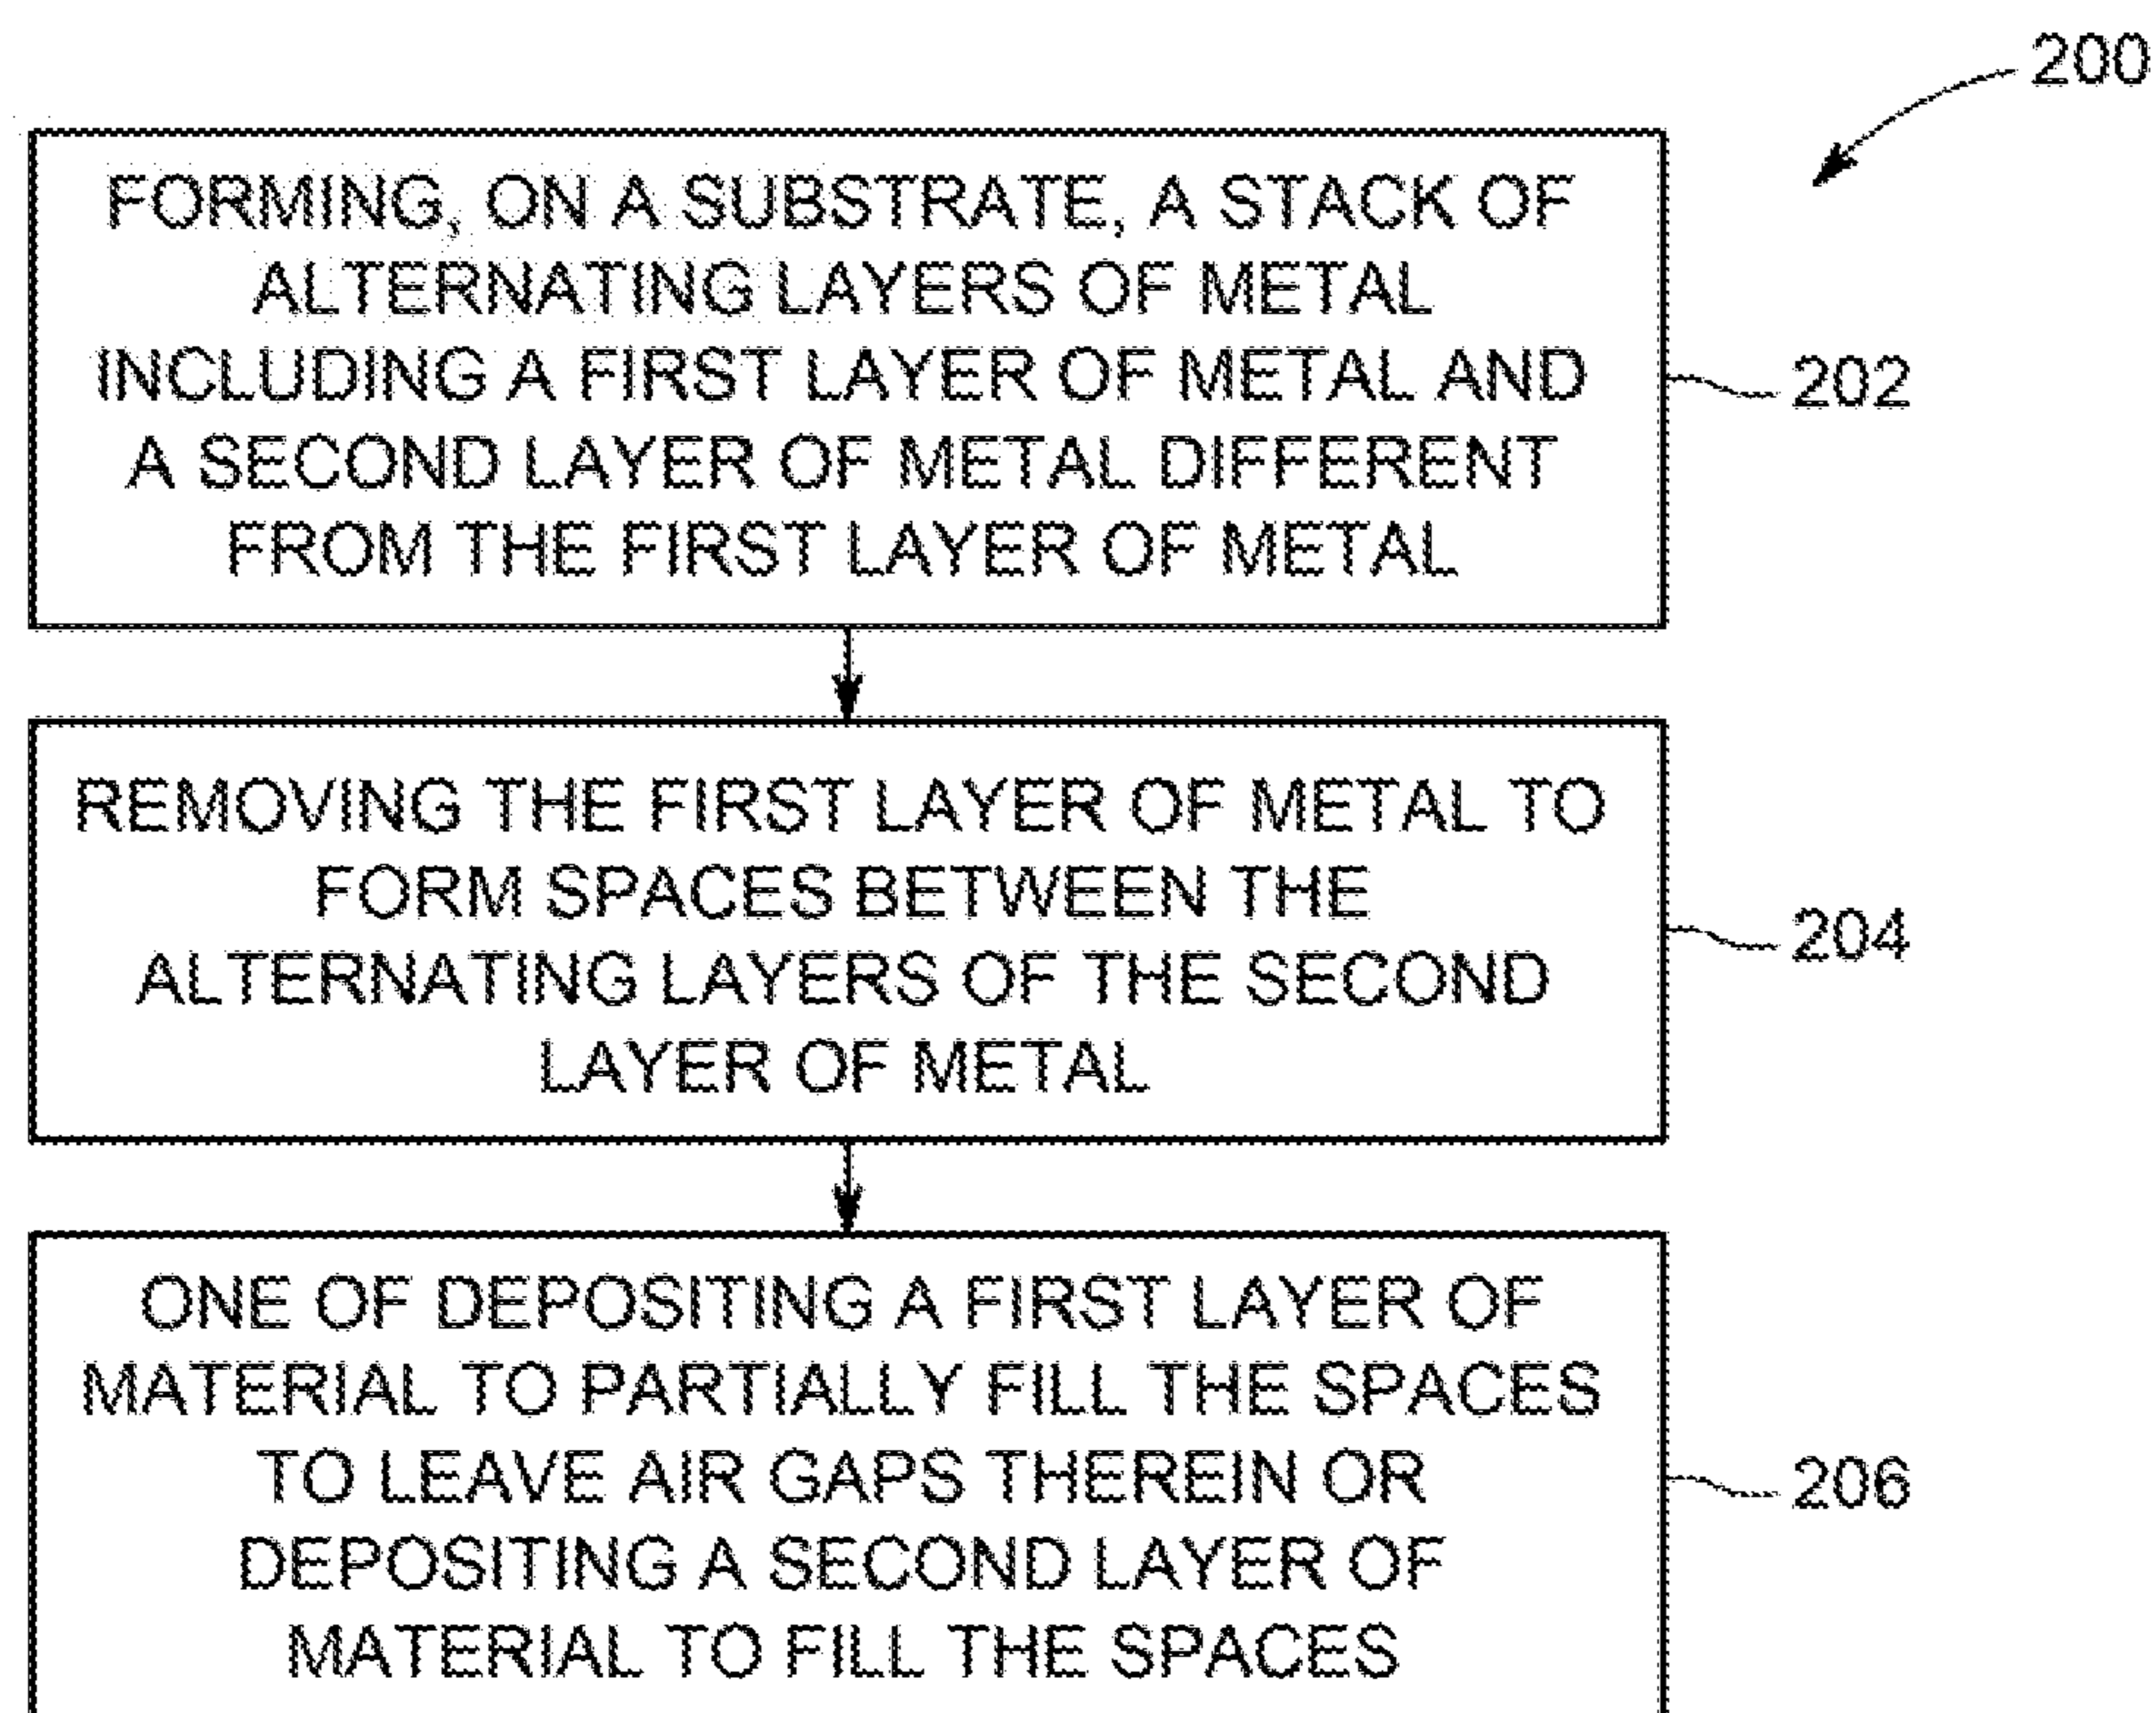 200
FORMING, ON A SUBSTRATE, A STACK OF
ALTERNATING LAYERS OF METAL
INCLUDING A FIRST LAYER OF METAL AND
A SECOND LAYER OF METAL DIFFERENT
FROM THE FIRST LAYER OF METAL
202
REMOVING THE FIRST LAYER OF METAL TO
FORM SPACES BETWEEN THE
ALTERNATING LAYERS OF THE SECOND
LAYER OF METAL
204
ONE OF DEPOSITING A FIRST LAYER OF
MATERIAL TO PARTIALLY FILL THE SPACES
TO LEAVE AIR GAPS THEREIN OR
DEPOSITING A SECOND LAYER OF
MATERIAL TO FILL THE SPACES
206